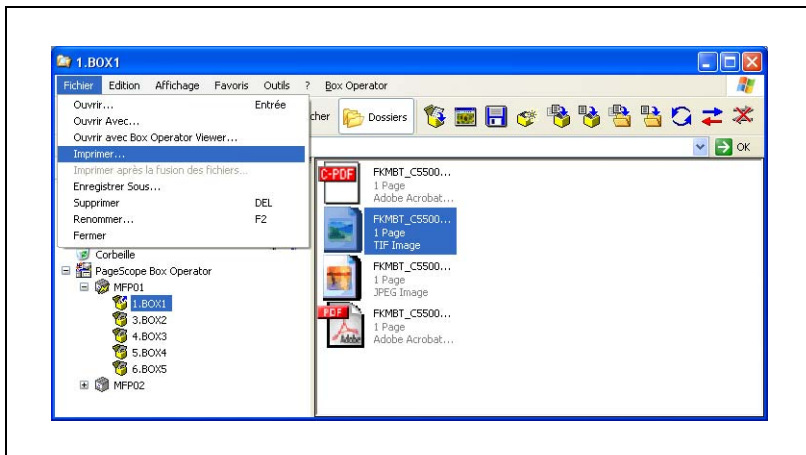 1.BOX1
Fichier Edition Affichage Favoris Outils ? Box Operator
Ouvrir... Entrée
Ouvrir Avec...
Ouvrir avec Box Operator Viewer...
Imprimer...
Imprimer après la fusion des fichiers...
Enregistrer Sous...
Supprimer DEL
Renommer... F2
Fermer
cher Dossiers
OK
Corbeille
PageScope Box Operator
MFP01
1.BOX1
3.BOX2
4.BOX3
5.BOX4
6.BOX5
MFP02
C-PDF
FKMBT_C5500...
1 Page
Adobe Acrobat...
FKMBT_C5500...
1 Page
TIF Image
FKMBT_C5500...
1 Page
JPEG Image
PDF
Adobe
FKMBT_C5500...
1 Page
Adobe Acrobat...